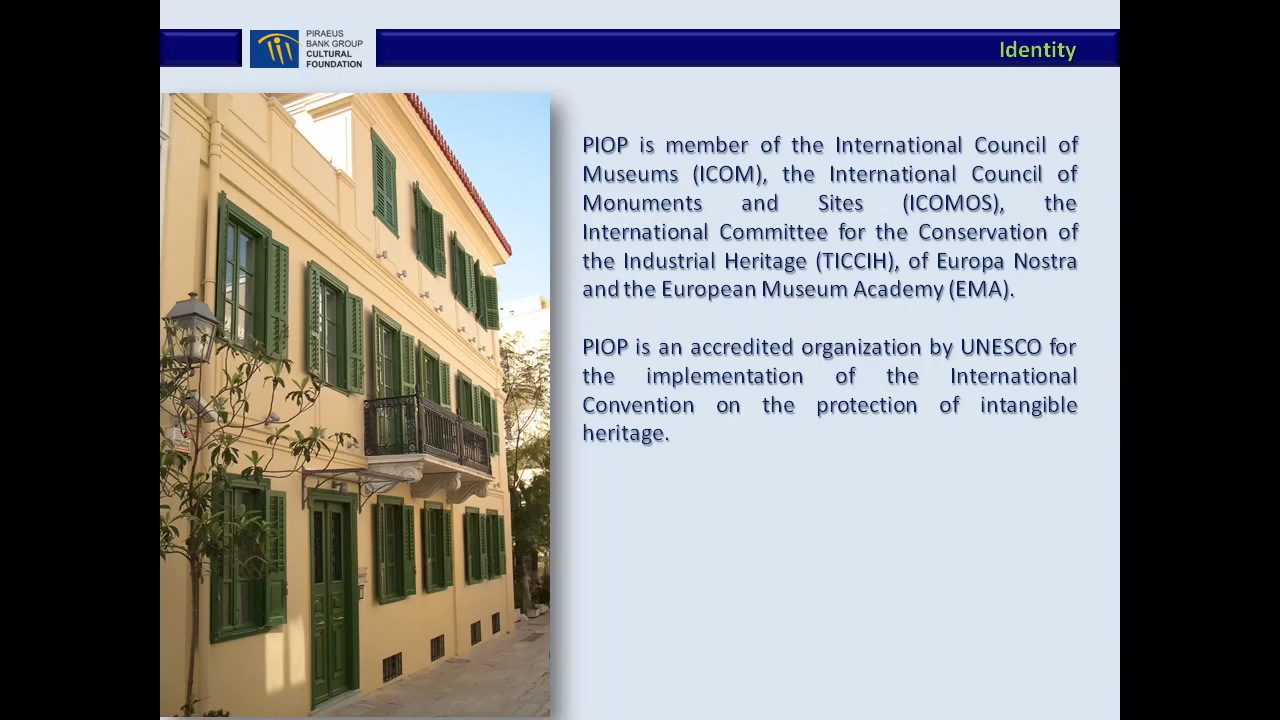 PIRAEUS
BANK GROUP
CULTURAL
FOUNDATION
Identity
PIOP is member of the International Council of
Museums (ICOM), the International Council of
Monuments and Sites (ICOMOS), the
International Committee for the Conservation of
the Industrial Heritage (TICCIH), of Europa Nostra
and the European Museum Academy (EMA).
PIOP is an accredited organization by UNESCO for
the implementation of the International
Convention on the protection of intangible
heritage.